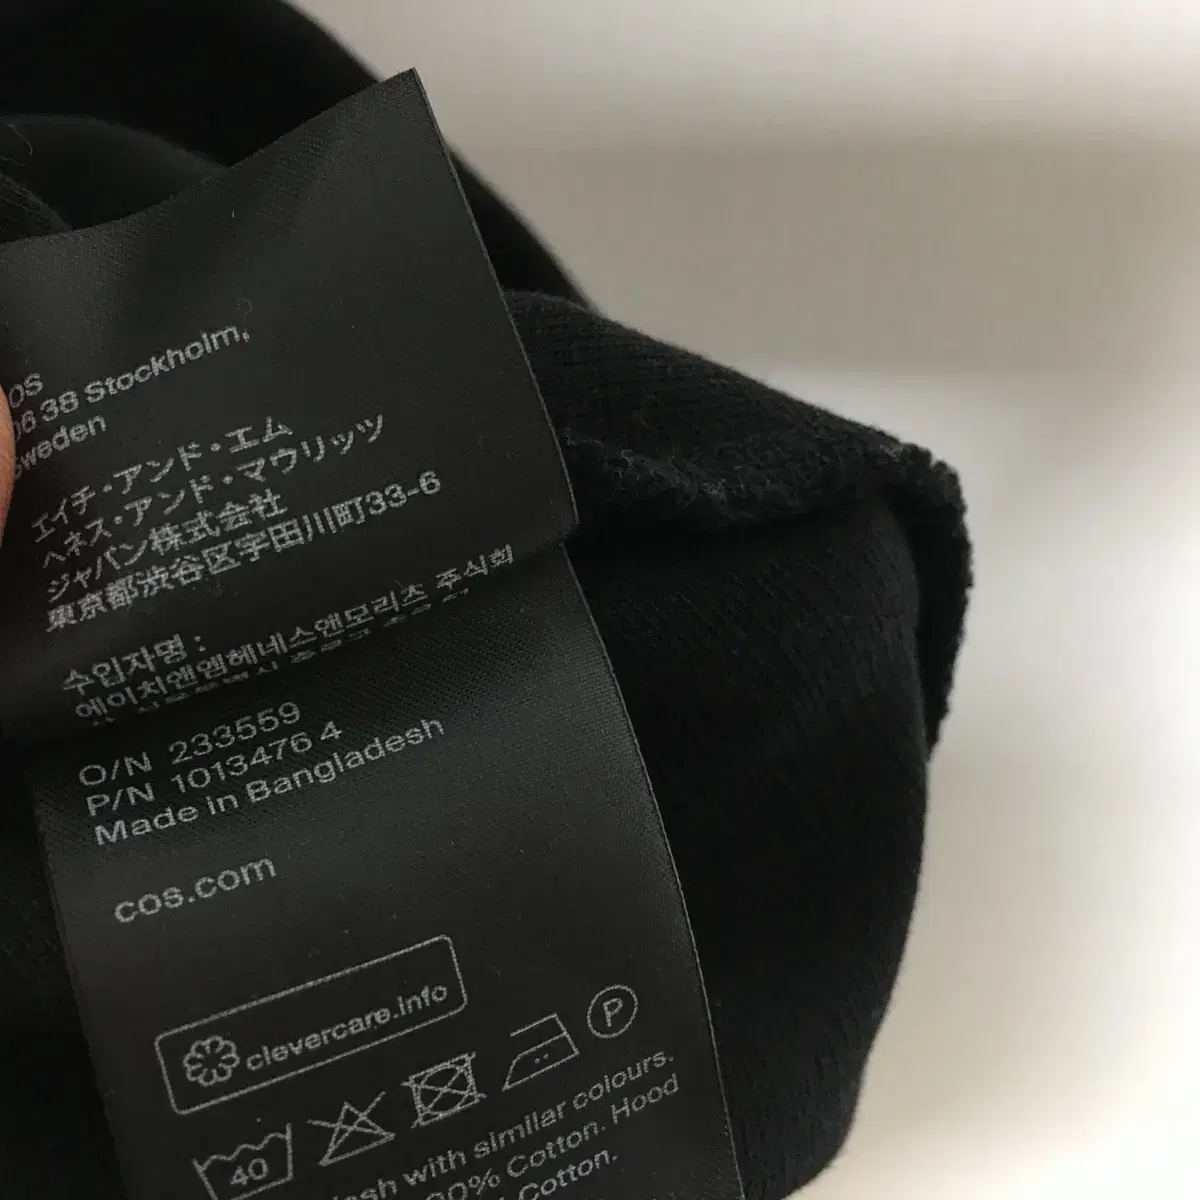 OS
06 38 Stockholm,
Sweden
エイチ・アンド・エム
ヘネス・アンド・マウリッツ
ジャパン株式会社
東京都渋谷区宇田川町33-6
수입자명 :
에이치앤엠헤네스앤모리츠 주식회
O/N 233559
P/N 1013476 4
Made in Bangladesh
cos.com
clevercare.info
P
40
ash with similar colours.
00% Cotton. Hood
Cotton.